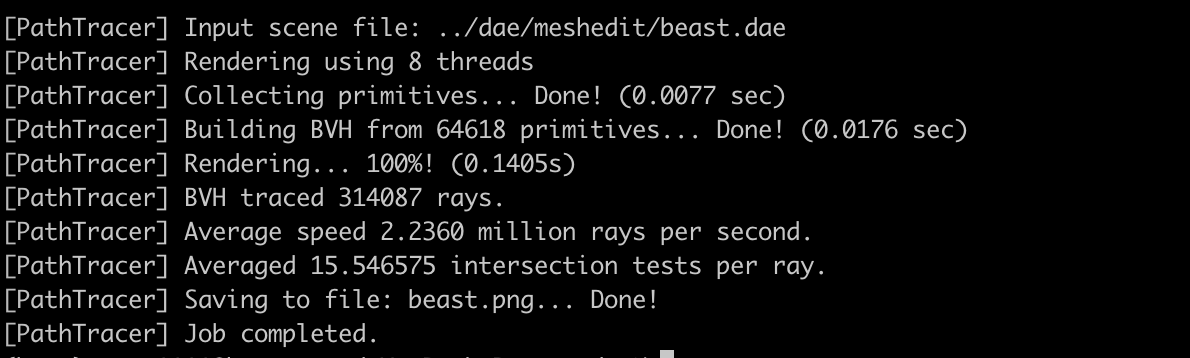 [PathTracer] Input scene file: ../dae/meshedit/beast.dae
[PathTracer] Rendering using 8 threads
[PathTracer] Collecting primitives... Done! (0.0077 sec)
[PathTracer] Building BVH from 64618 primitives... Done! (0.0176 sec)
[PathTracer] Rendering... 100%! (0.1405s)
[PathTracer] BVH traced 314087 rays.
[PathTracer] Average speed 2.2360 million rays per second.
[PathTracer] Averaged 15.546575 intersection tests per ray.
[PathTracer] Saving to file: beast.png... Done!
[PathTracer] Job completed.